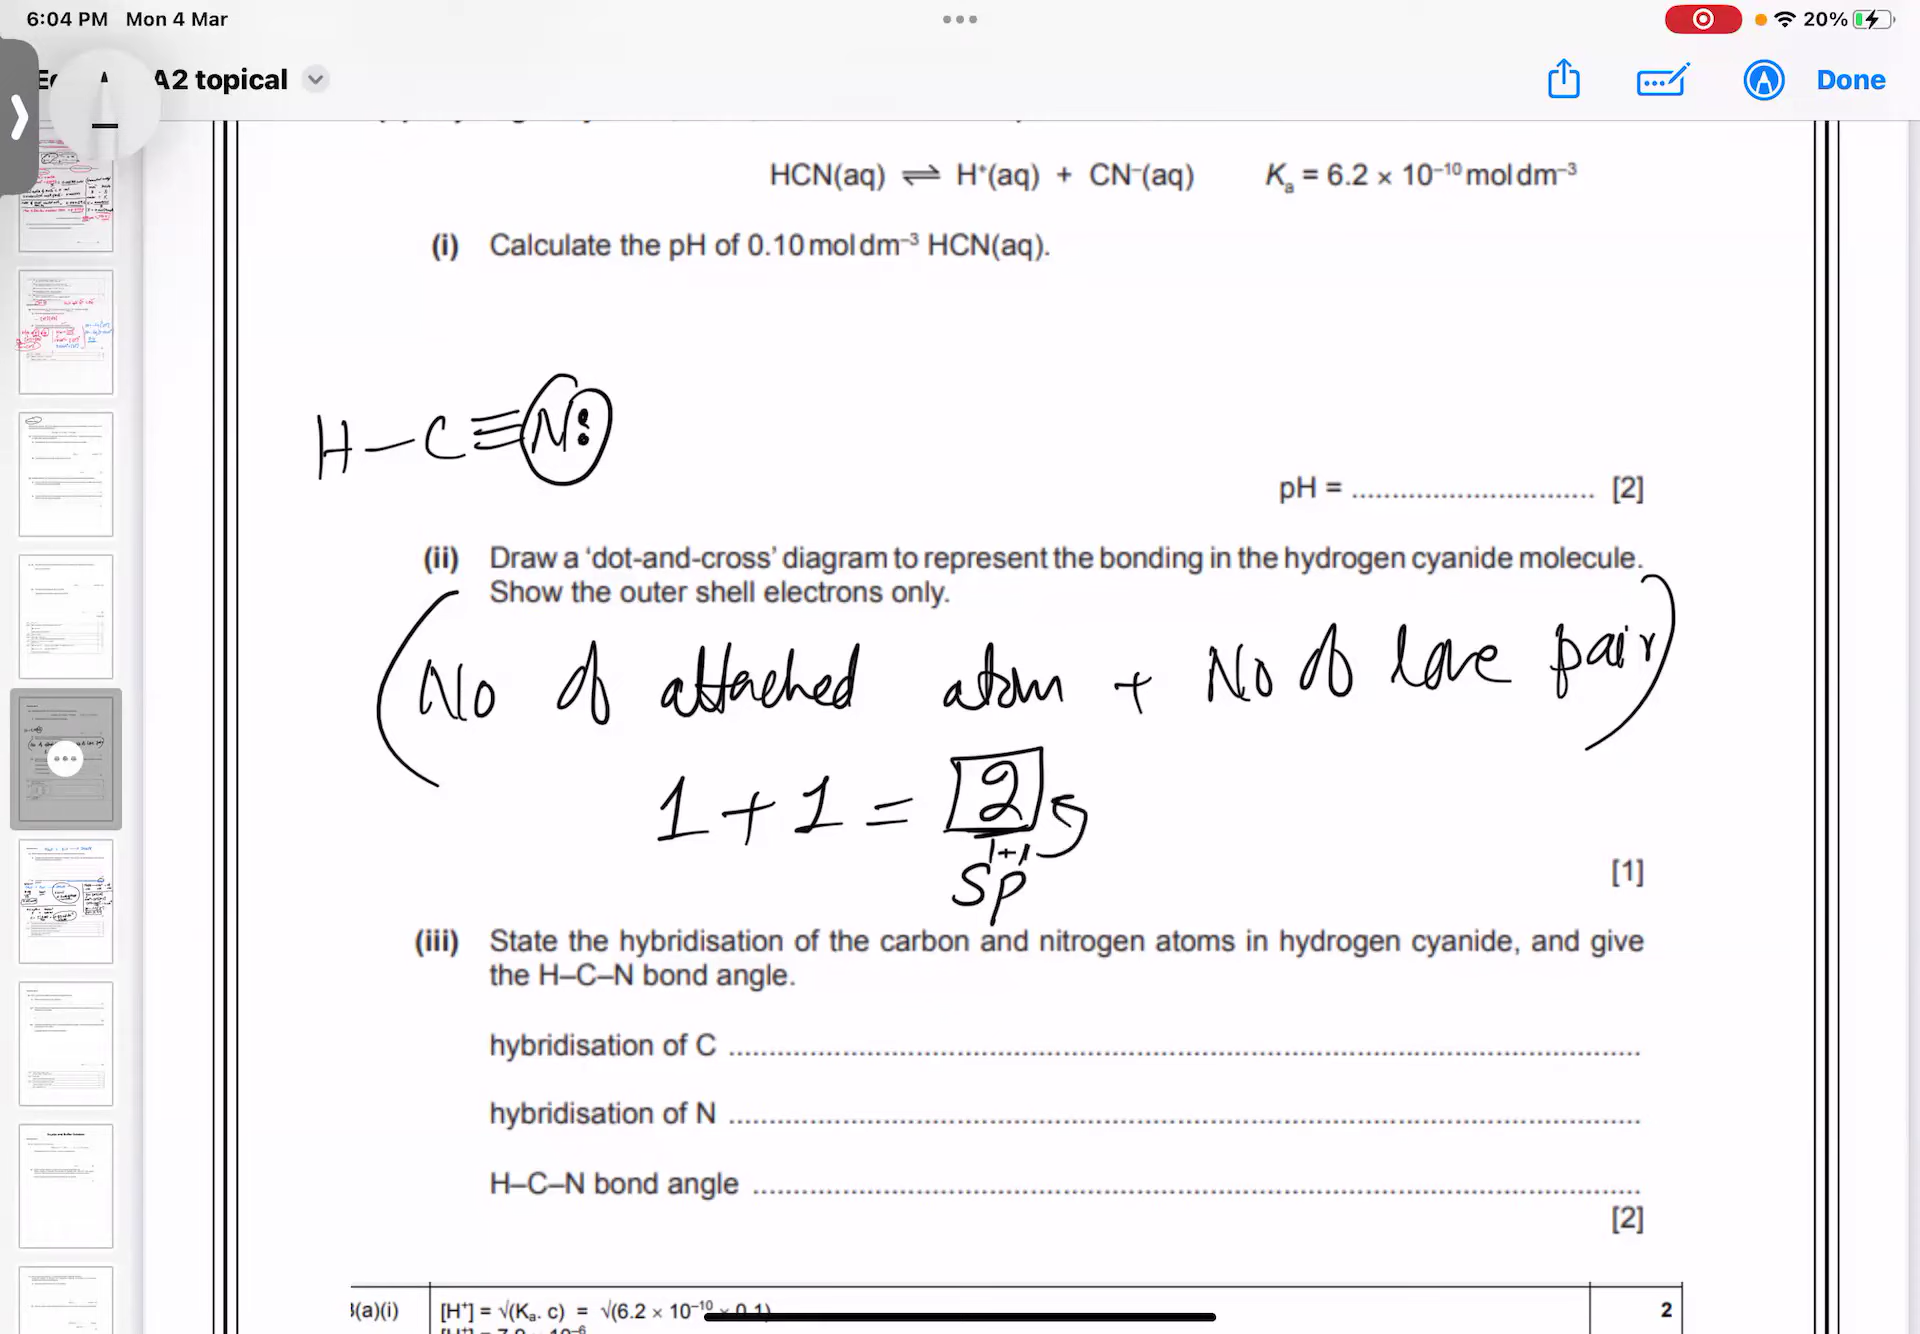 6:04 PM Mon 4 Mar
20%
A2 topical
Done
HCN(aq) ⇌ H⁺(aq) + CN⁻(aq) Kₐ = 6.2 × 10⁻¹⁰ mol dm⁻³
(i) Calculate the pH of 0.10 mol dm⁻³ HCN(aq).
H–C≡N:
pH = .............................. [2]
(ii) Draw a ‘dot-and-cross’ diagram to represent the bonding in the hydrogen cyanide molecule.
Show the outer shell electrons only.
(No of attached atom + No of lone pair)
1 + 1 = 2
1+1
sp
[1]
(iii) State the hybridisation of the carbon and nitrogen atoms in hydrogen cyanide, and give
the H–C–N bond angle.
hybridisation of C ..............................
hybridisation of N ..............................
H–C–N bond angle ..............................
[2]
(a)(i) [H⁺] = √(Kₐ. c) = √(6.2 × 10⁻¹⁰ × 0.1) 2